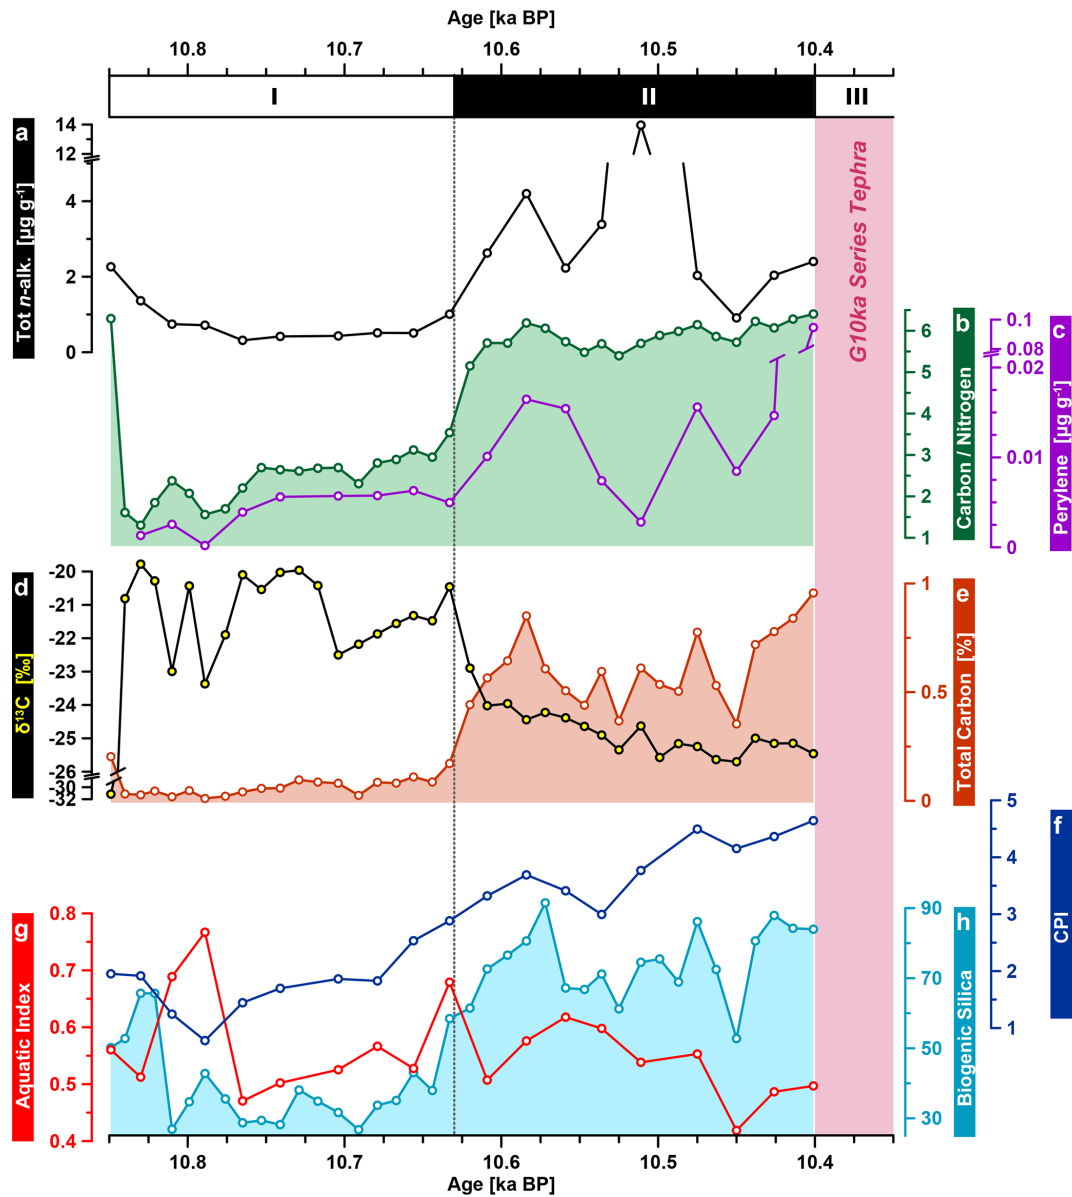 Age [ka BP]
10.8 10.7 10.6 10.5 10.4
I II III
a
Tot n-alk. [µg g-1]
14
12
4
2
0
G10ka Series Tephra
b
Carbon / Nitrogen
6
5
4
3
2
1
c
Perylene [µg g-1]
0.1
0.08
0.02
0.01
0
d
δ13C [‰]
-20
-21
-22
-23
-24
-25
-26
-30
-32
e
Total Carbon [%]
1
0.5
0
f
CPI
5
4
3
2
1
g
Aquatic Index
0.8
0.7
0.6
0.5
0.4
h
Biogenic Silica
90
70
50
30
10.8 10.7 10.6 10.5 10.4
Age [ka BP]